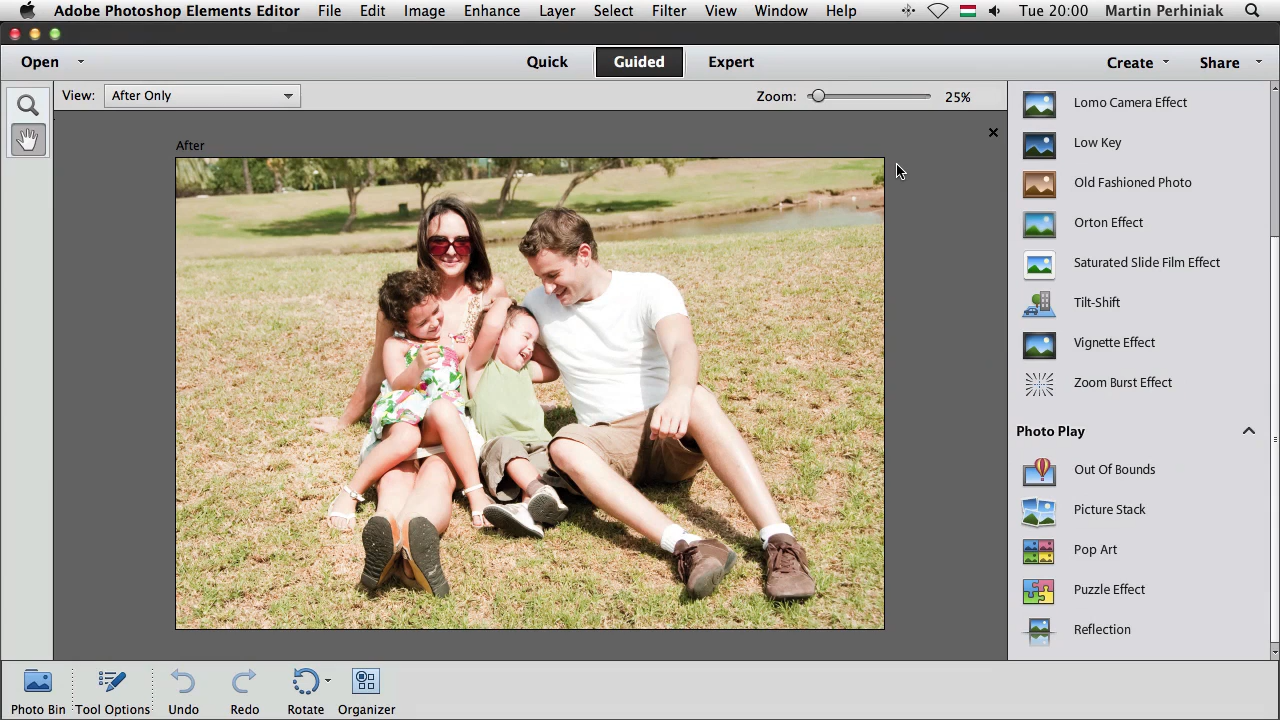 Adobe Photoshop Elements Editor File Edit Image Enhance Layer Select Filter View Window Help Tue 20:00 Martin Perhiniak
Open Quick Guided Expert Create Share
View: After Only Zoom: 25%
After
Lomo Camera Effect
Low Key
Old Fashioned Photo
Orton Effect
Saturated Slide Film Effect
Tilt-Shift
Vignette Effect
Zoom Burst Effect
Photo Play
Out Of Bounds
Picture Stack
Pop Art
Puzzle Effect
Reflection
Photo Bin Tool Options Undo Redo Rotate Organizer